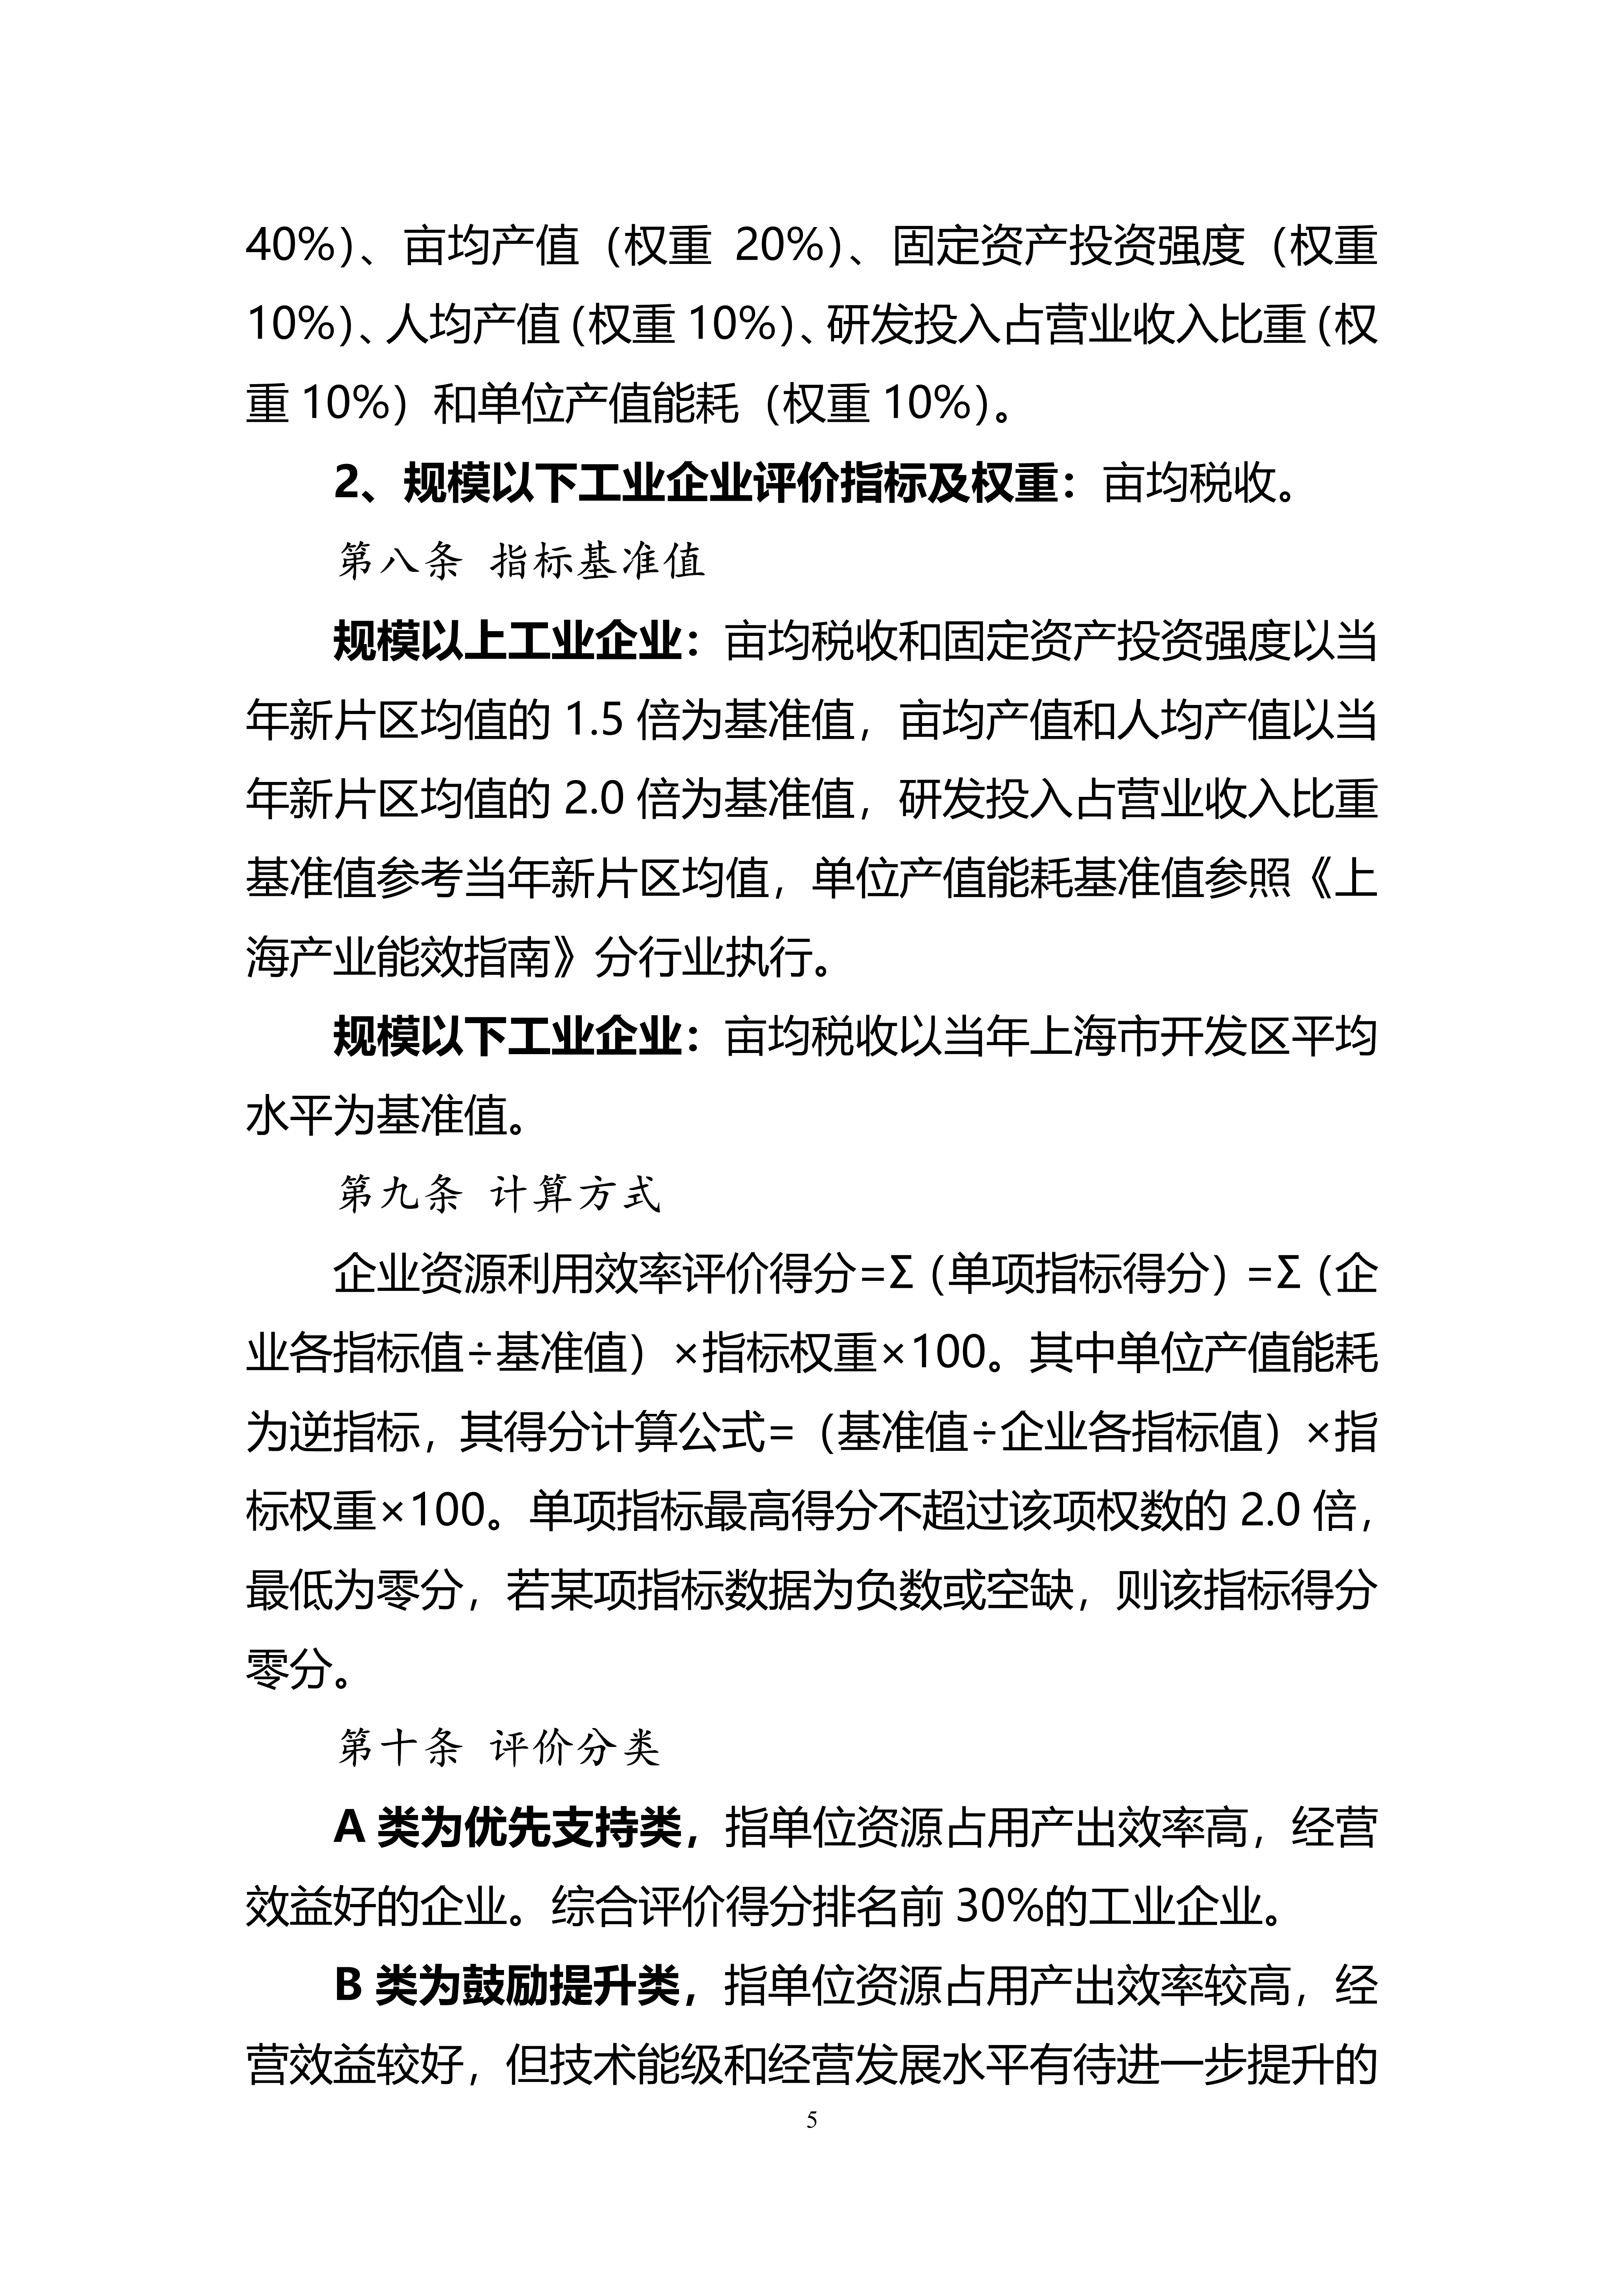 40%）、亩均产值（权重 20%）、固定资产投资强度（权重
10%）、人均产值（权重 10%）、研发投入占营业收入比重（权
重 10%）和单位产值能耗（权重 10%）。
2、规模以下工业企业评价指标及权重：亩均税收。
第八条 指标基准值
规模以上工业企业：亩均税收和固定资产投资强度以当
年新片区均值的 1.5 倍为基准值，亩均产值和人均产值以当
年新片区均值的 2.0 倍为基准值，研发投入占营业收入比重
基准值参考当年新片区均值，单位产值能耗基准值参照《上
海产业能效指南》分行业执行。
规模以下工业企业：亩均税收以当年上海市开发区平均
水平为基准值。
第九条 计算方式
企业资源利用效率评价得分=Σ（单项指标得分）=Σ（企
业各指标值÷基准值）×指标权重×100。其中单位产值能耗
为逆指标，其得分计算公式=（基准值÷企业各指标值）×指
标权重×100。单项指标最高得分不超过该项权数的 2.0 倍，
最低为零分，若某项指标数据为负数或空缺，则该指标得分
零分。
第十条 评价分类
A 类为优先支持类，指单位资源占用产出效率高，经营
效益好的企业。综合评价得分排名前 30%的工业企业。
B 类为鼓励提升类，指单位资源占用产出效率较高，经
营效益较好，但技术能级和经营发展水平有待进一步提升的
5